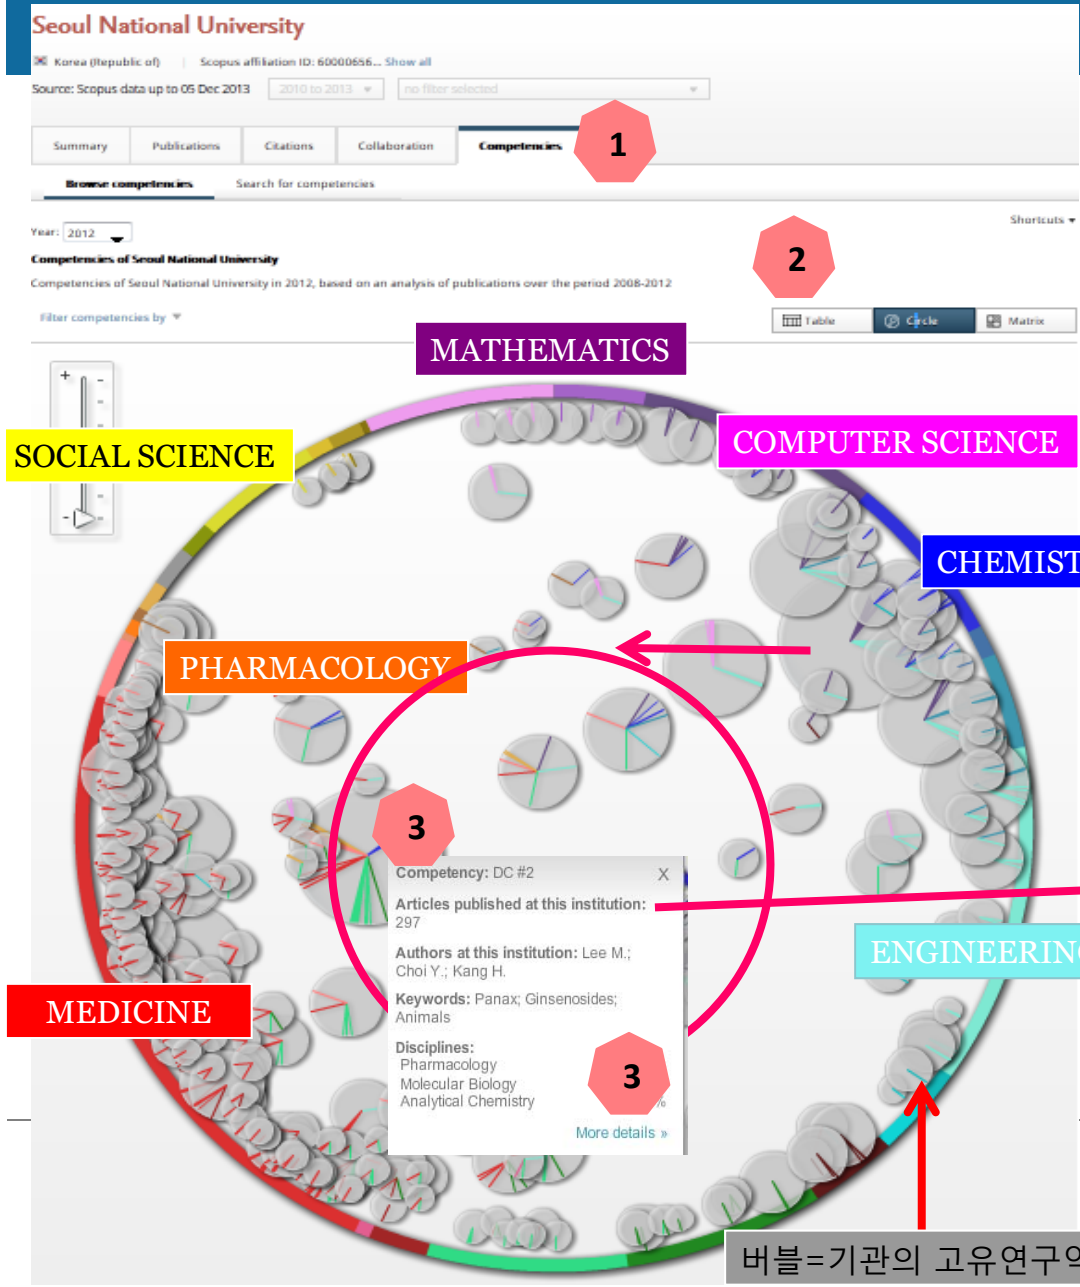 Seoul National University
Korea (Republic of) | Scopus affiliation ID: 60000656... Show all
Source: Scopus data up to 05 Dec 2013 2010 to 2013 no filter selected
Summary Publications Citations Collaboration Competencies 1
Browse competencies Search for competencies
Shortcuts
Year: 2012
2
Competencies of Seoul National University
Competencies of Seoul National University in 2012, based on an analysis of publications over the period 2008-2012
Filter competencies by Table Circle Matrix
MATHEMATICS
SOCIAL SCIENCE
COMPUTER SCIENCE
CHEMIST
PHARMACOLOGY
3
Competency: DC #2 X
Articles published at this institution:
297
Authors at this institution: Lee M.;
Choi Y.; Kang H.
ENGINEERING
Keywords: Panax; Ginsenosides;
Animals
MEDICINE
Disciplines:
Pharmacology
Molecular Biology
Analytical Chemistry %
3
More details »
버블=기관의 고유연구역